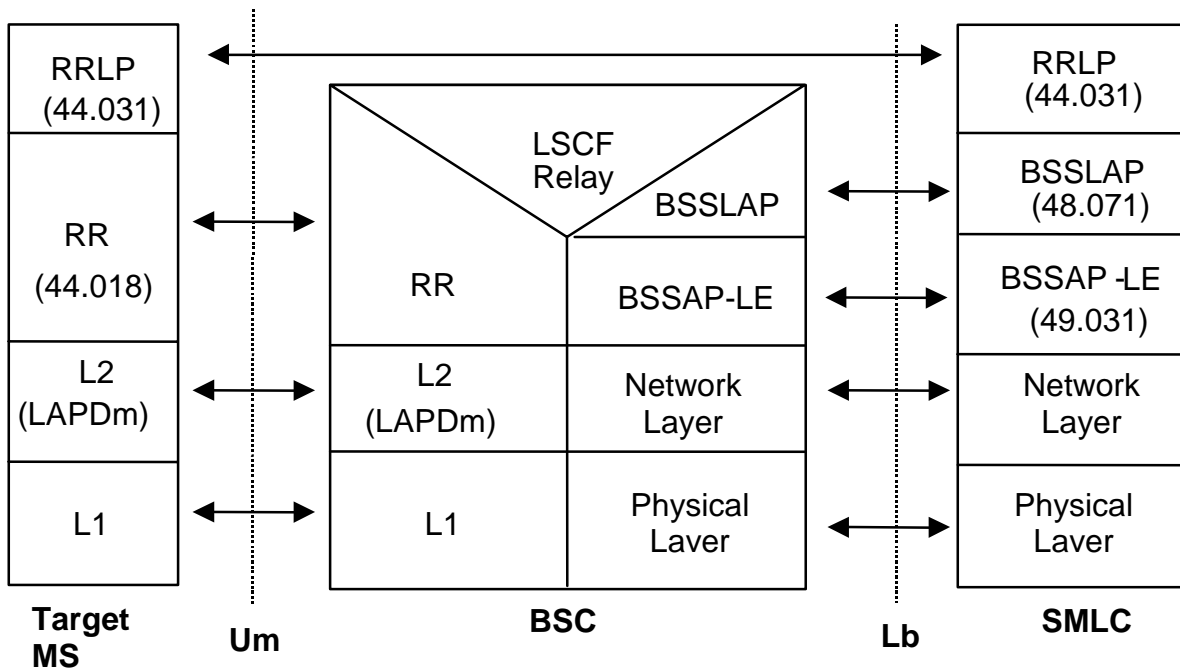 RRLP
(44.031)
RR
(44.018)
L2
(LAPDm)
L1
Target
MS
Um
LSCF
Relay
BSSLAP
RR
BSSAP-LE
L2
(LAPDm)
Network
Layer
L1
Physical
Laver
BSC
Lb
RRLP
(44.031)
BSSLAP
(48.071)
BSSAP-LE
(49.031)
Network
Layer
Physical
Laver
SMLC